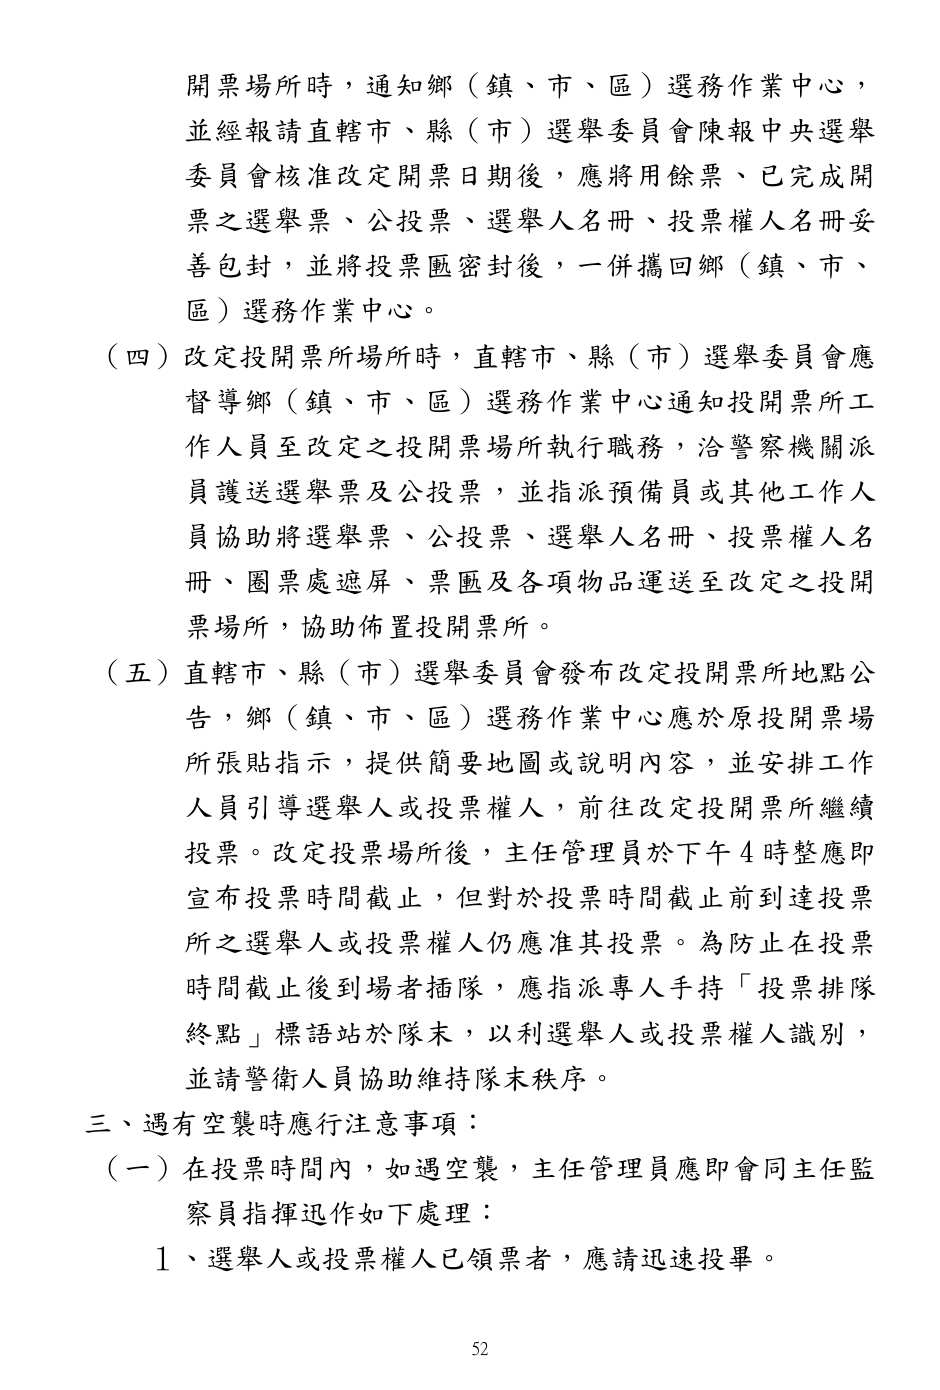 開票場所時，通知鄉（鎮、市、區）選務作業中心，
並經報請直轄市、縣（市）選舉委員會陳報中央選舉
委員會核准改定開票日期後，應將用餘票、已完成開
票之選舉票、公投票、選舉人名冊、投票權人名冊妥
善包封，並將投票匭密封後，一併攜回鄉（鎮、市、
區）選務作業中心。
（四）改定投開票所場所時，直轄市、縣（市）選舉委員會應
督導鄉（鎮、市、區）選務作業中心通知投開票所工
作人員至改定之投開票場所執行職務，洽警察機關派
員護送選舉票及公投票，並指派預備員或其他工作人
員協助將選舉票、公投票、選舉人名冊、投票權人名
冊、圈票處遮屏、票匭及各項物品運送至改定之投開
票場所，協助佈置投開票所。
（五）直轄市、縣（市）選舉委員會發布改定投開票所地點公
告，鄉（鎮、市、區）選務作業中心應於原投開票場
所張貼指示，提供簡要地圖或說明內容，並安排工作
人員引導選舉人或投票權人，前往改定投開票所繼續
投票。改定投票場所後，主任管理員於下午4時整應即
宣布投票時間截止，但對於投票時間截止前到達投票
所之選舉人或投票權人仍應准其投票。為防止在投票
時間截止後到場者插隊，應指派專人手持「投票排隊
終點」標語站於隊末，以利選舉人或投票權人識別，
並請警衛人員協助維持隊末秩序。
三、遇有空襲時應行注意事項：
（一）在投票時間內，如遇空襲，主任管理員應即會同主任監
察員指揮迅作如下處理：
１、選舉人或投票權人已領票者，應請迅速投畢。
52